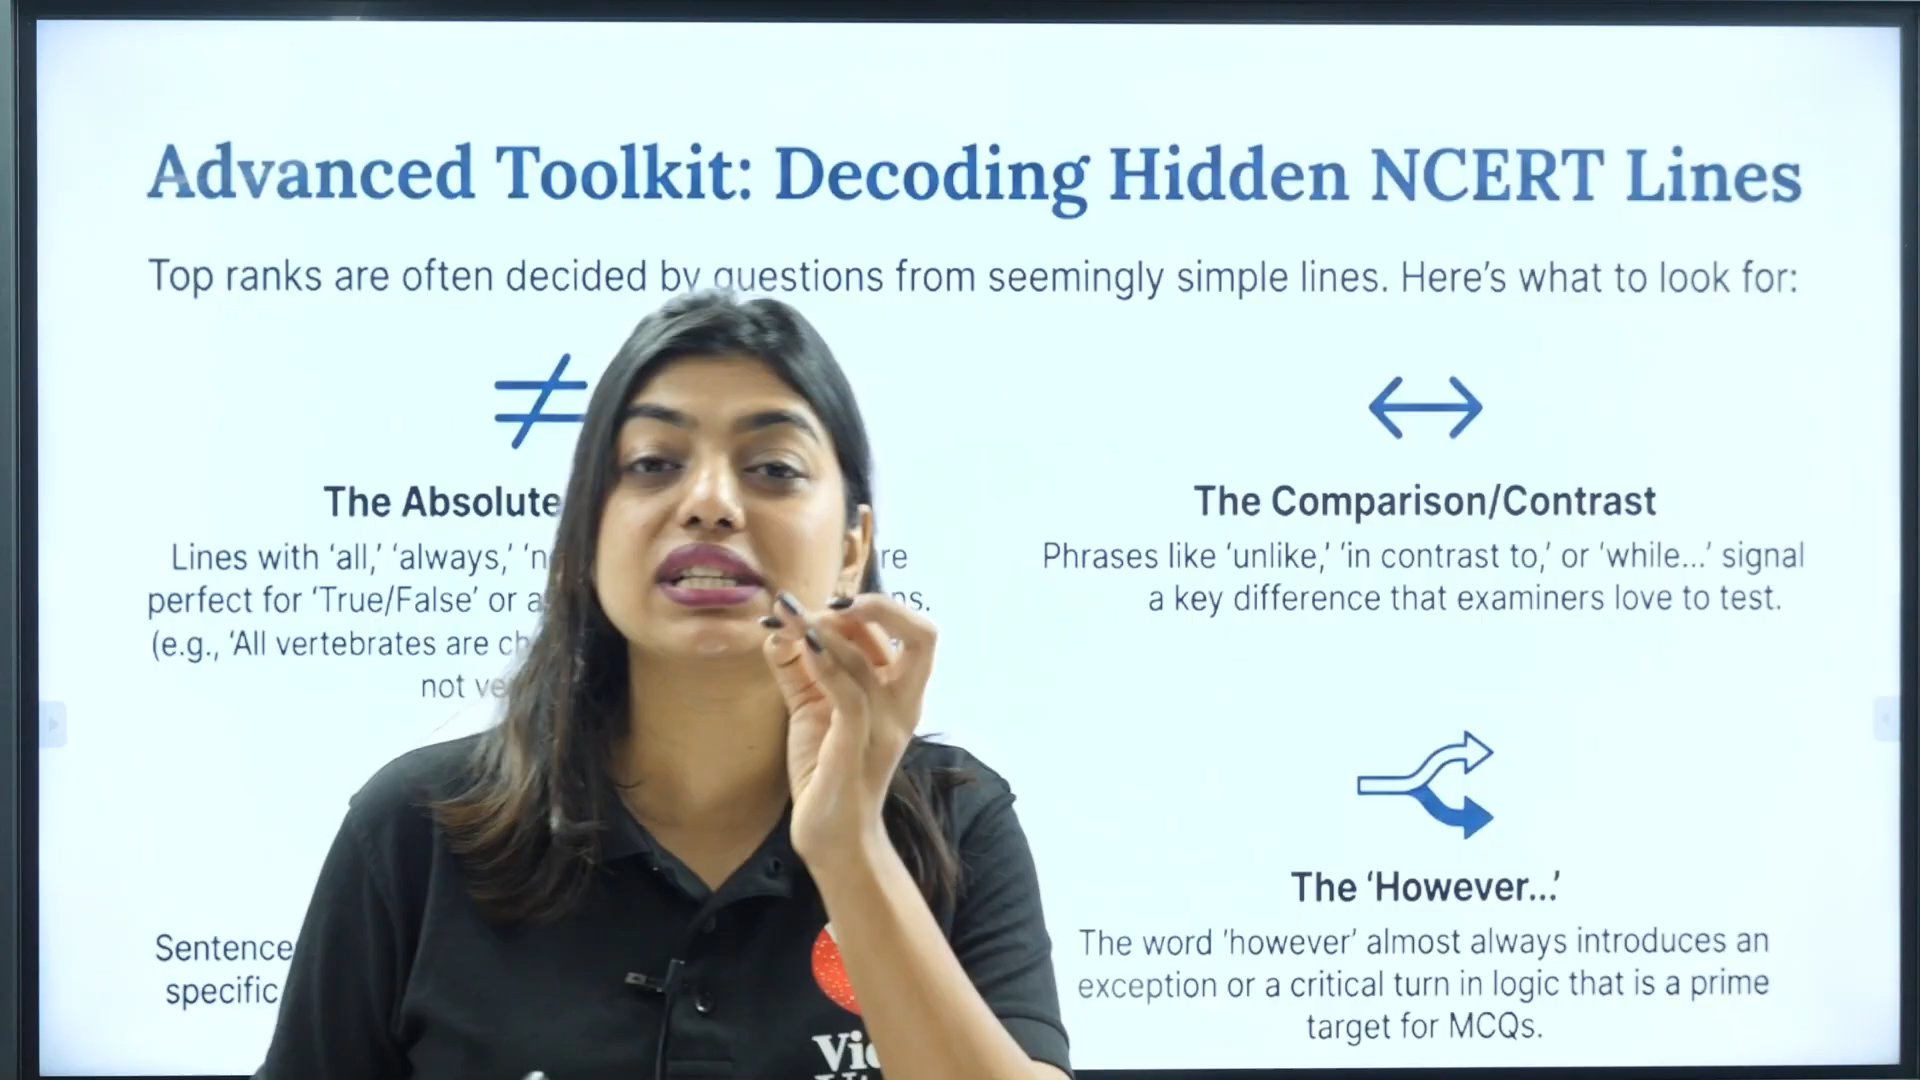 Advanced Toolkit: Decoding Hidden NCERT Lines
Top ranks are often decided by questions from seemingly simple lines. Here's what to look for:
The Absolute
Lines with ‘all,’ ‘always,’ re
perfect for ‘True/False’ or ns.
(e.g., ‘All vertebrates are
not
Sentence
specific
The Comparison/Contrast
Phrases like ‘unlike,’ ‘in contrast to,’ or ‘while...’ signal
a key difference that examiners love to test.
The ‘However...’
The word ‘however’ almost always introduces an
exception or a critical turn in logic that is a prime
target for MCQs.